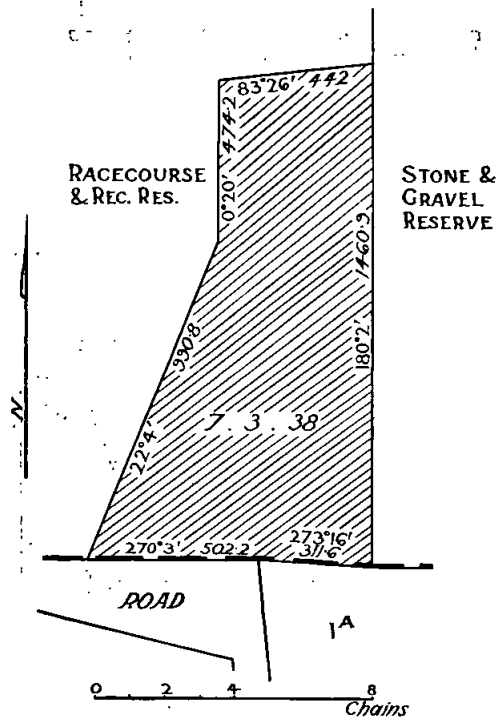 83°26' 442
0°20' 474·2
RACECOURSE
& REC. RES.
STONE &
GRAVEL
RESERVE
1460·9
180°2'
990·8
22°4'
N.
7. 3. 38
270°3' 502·2
273°16'
311·6
ROAD
1A
0 2 4 8
Chains